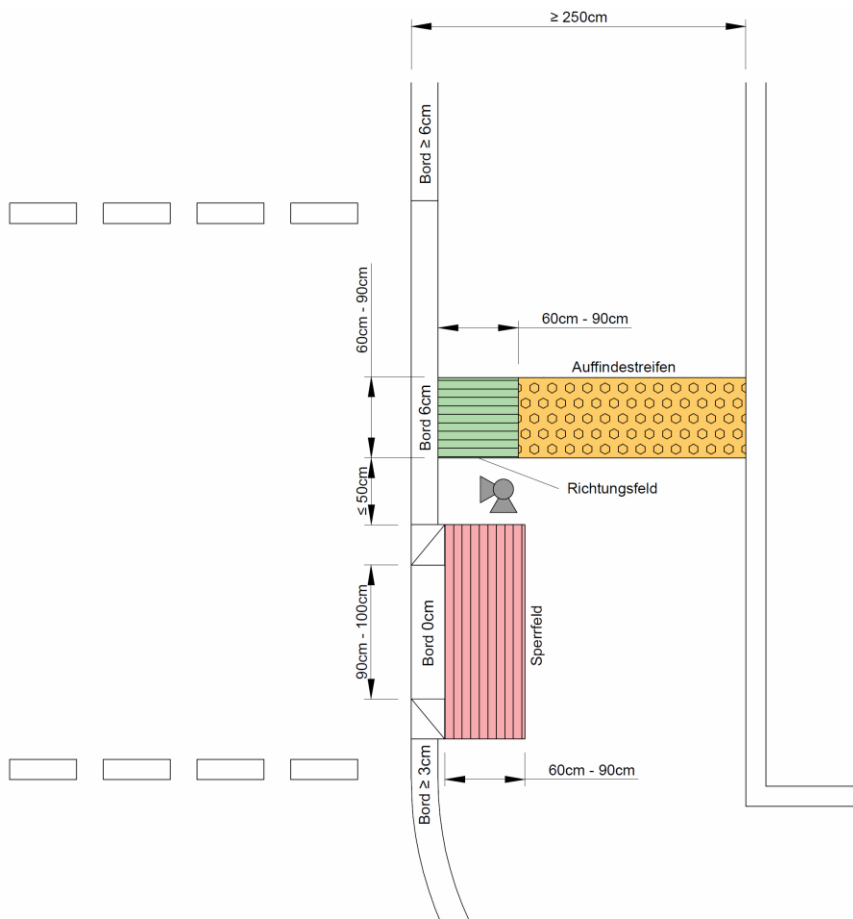 ≥ 250cm
Bord ≥ 6cm
60cm - 90cm
60cm - 90cm
Auffindestreifen
Bord 6cm
Richtungsfeld
≤ 50cm
90cm - 100cm
Bord 0cm
Sperrfeld
Bord ≥ 3cm
60cm - 90cm